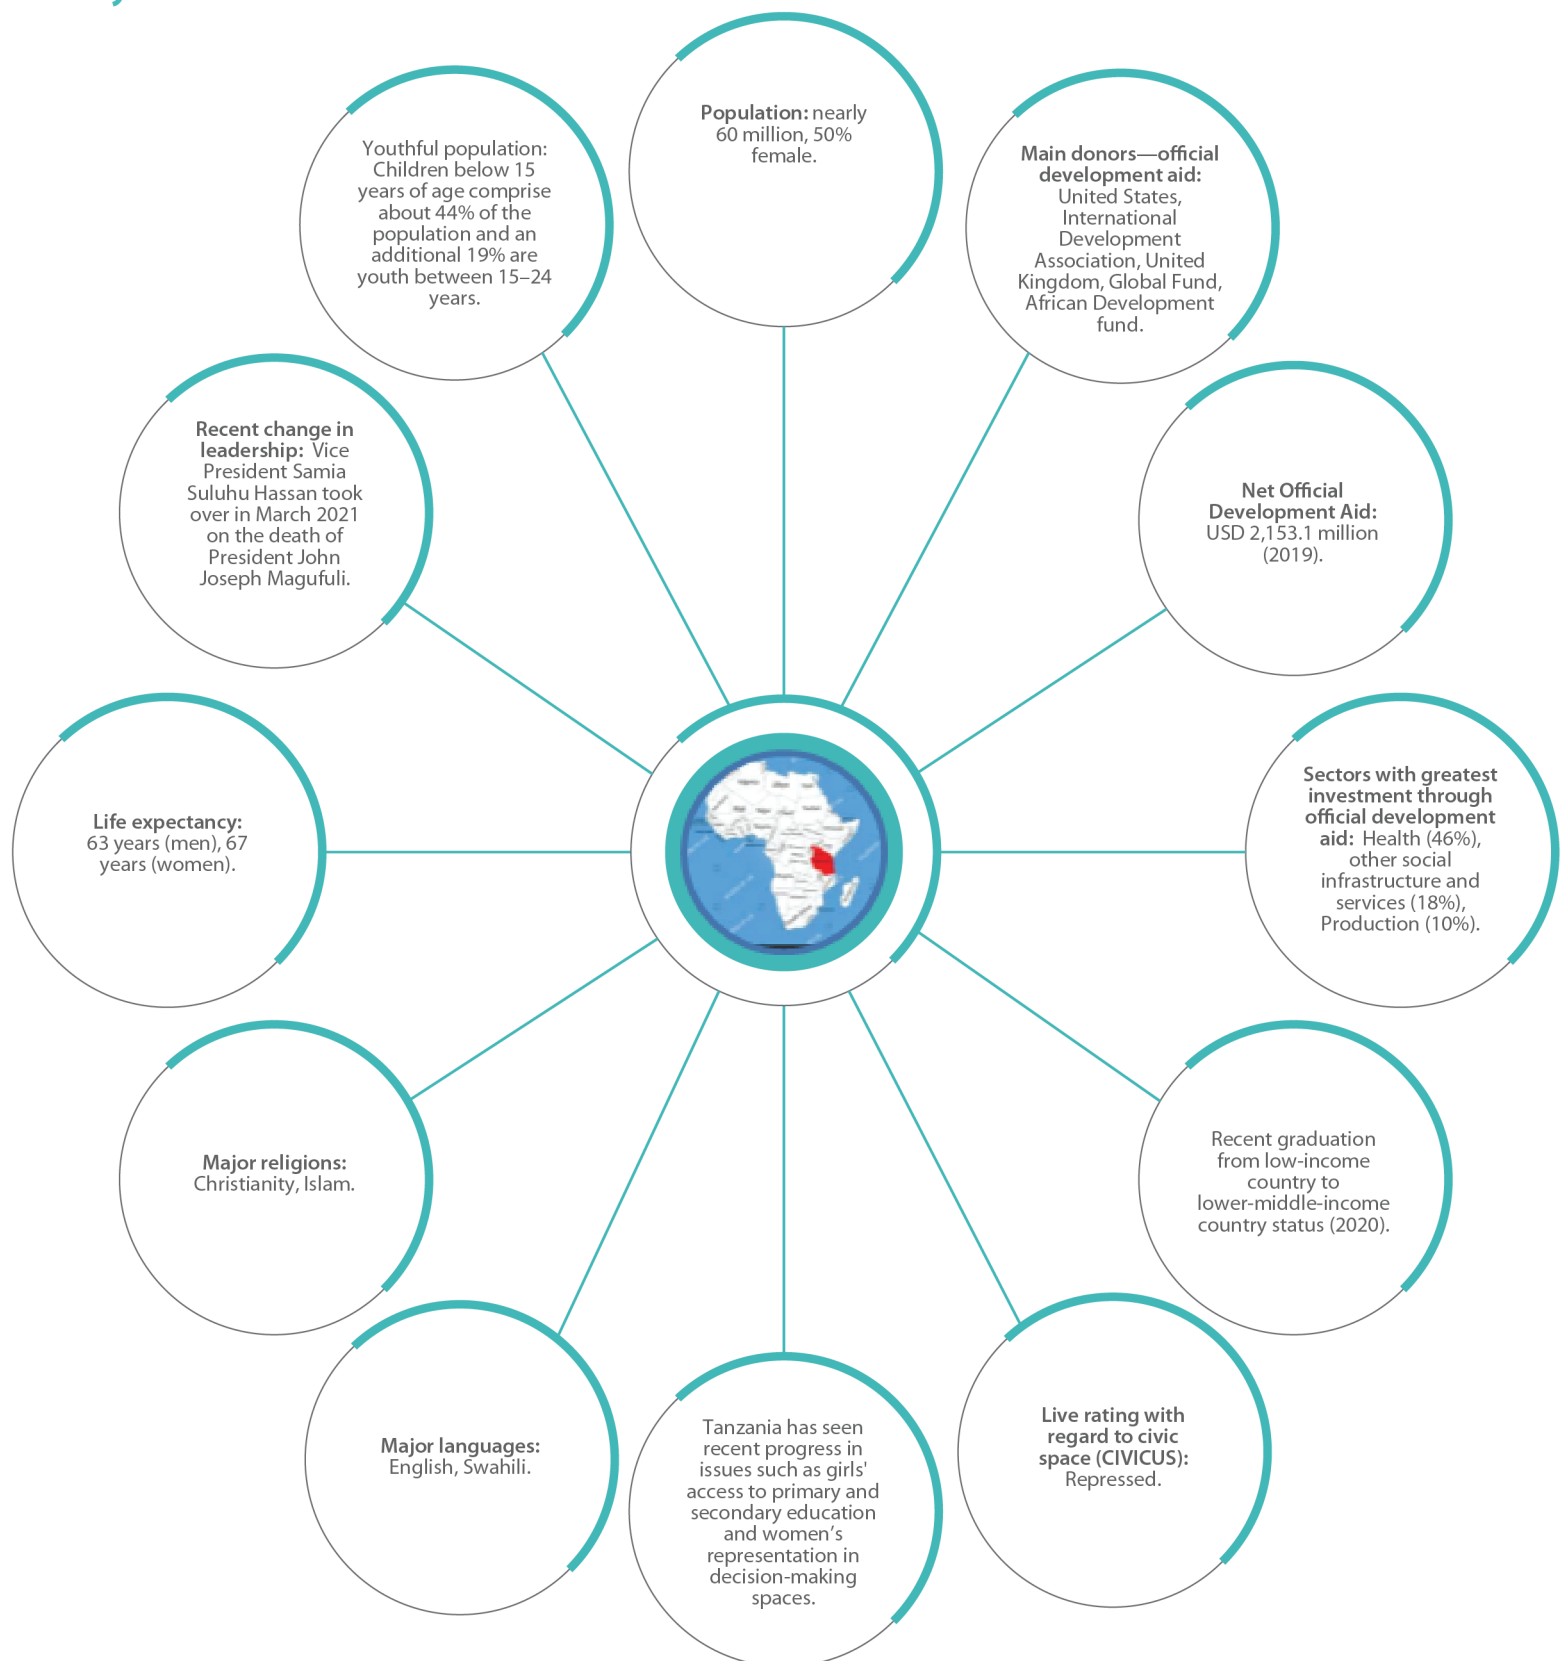 Population: nearly
60 million, 50%
female.
Main donors—official
development aid:
United States,
International
Development
Association, United
Kingdom, Global Fund,
African Development
fund.
Net Official
Development Aid:
USD 2,153.1 million
(2019).
Sectors with greatest
investment through
official development
aid: Health (46%),
other social
infrastructure and
services (18%),
Production (10%).
Recent graduation
from low-income
country to
lower-middle-income
country status (2020).
Live rating with
regard to civic
space (CIVICUS):
Repressed.
Tanzania has seen
recent progress in
issues such as girls'
access to primary and
secondary education
and women’s
representation in
decision-making
spaces.
Major languages:
English, Swahili.
Major religions:
Christianity, Islam.
Life expectancy:
63 years (men), 67
years (women).
Recent change in
leadership: Vice
President Samia
Suluhu Hassan took
over in March 2021
on the death of
President John
Joseph Magufuli.
Youthful population:
Children below 15
years of age comprise
about 44% of the
population and an
additional 19% are
youth between 15–24
years.